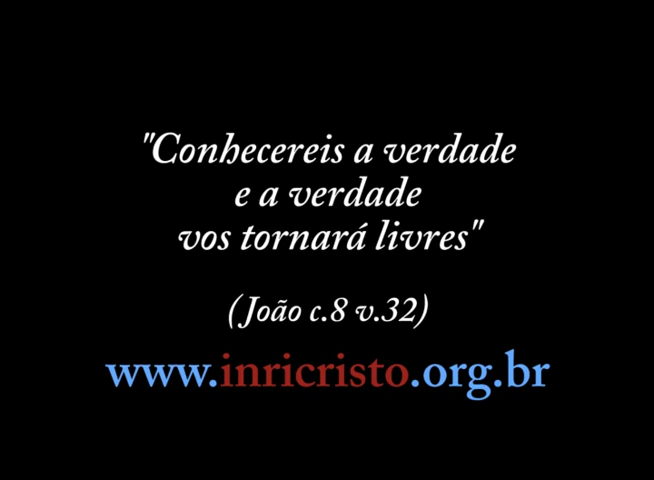 "Conhecereis a verdade
e a verdade
vos tornará livres"
(João c.8 v.32)
www.inricristo.org.br